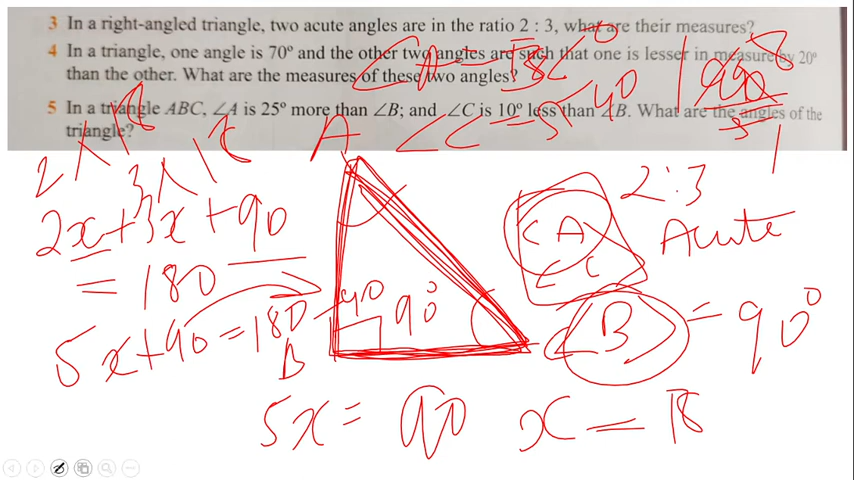 3 In a right-angled triangle, two acute angles are in the ratio 2 : 3, what are their measures?
4 In a triangle, one angle is 70° and the other two angles are such that one is lesser in measure by 20°
than the other. What are the measures of these two angles?
5 In a triangle ABC, ∠A is 25° more than ∠B; and ∠C is 10° less than ∠B. What are the angles of the
triangle?
A
2:3
Acute
∠A
∠C
2x+3x+90
= 180
5x+90=180-90
90°
B
∠B = 90°
5x = 90
x = 18